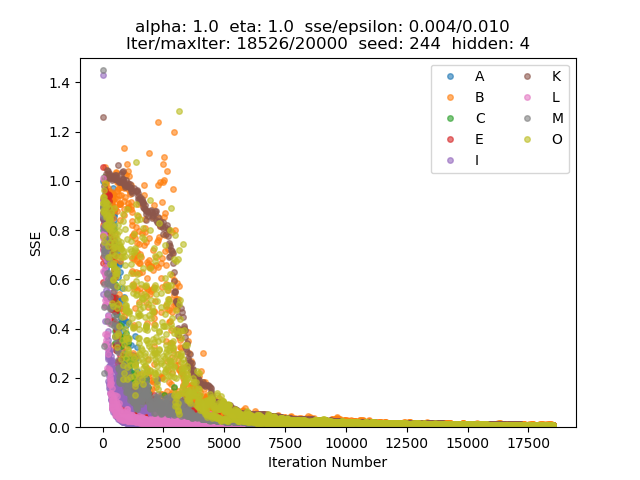 alpha: 1.0 eta: 1.0 sse/epsilon: 0.004/0.010
Iter/maxIter: 18526/20000 seed: 244 hidden: 4
SSE
1.4
1.2
1.0
0.8
0.6
0.4
0.2
0.0
A
B
C
E
I
K
L
M
O
0
2500
5000
7500
10000
12500
15000
17500
Iteration Number